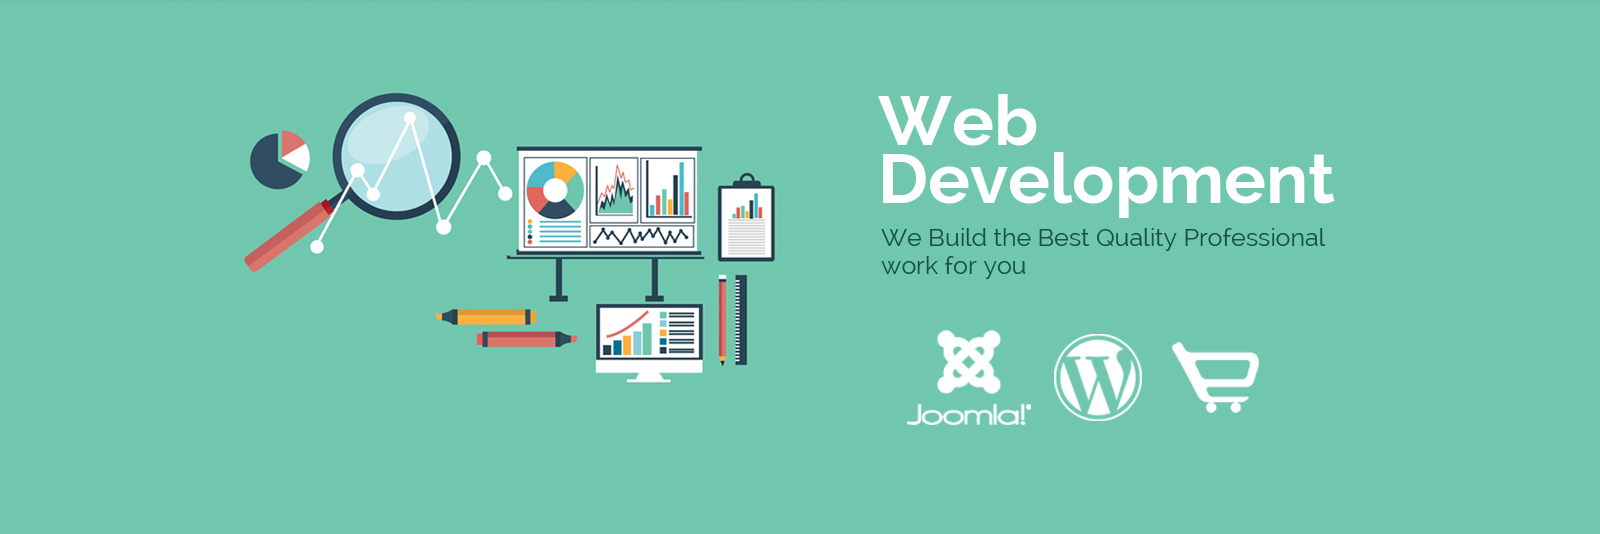 Web
Development
We Build the Best Quality Professional
work for you
Joomla!
W